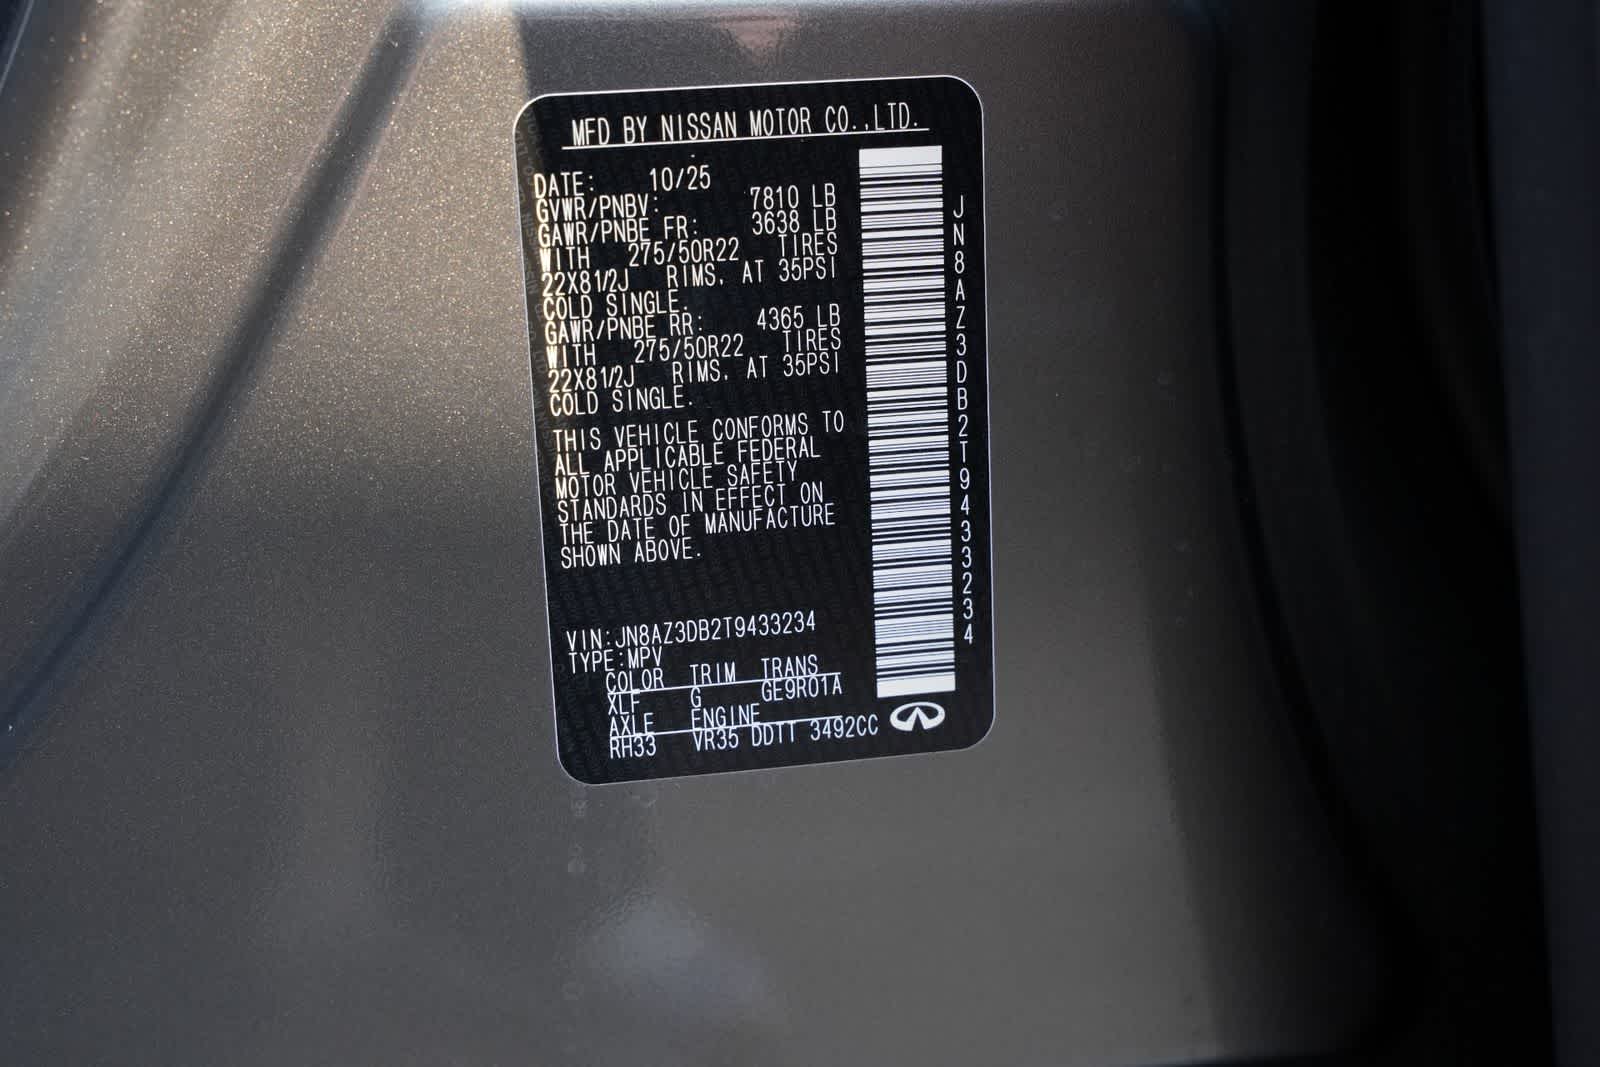 MFD BY NISSAN MOTOR CO.,LTD.
DATE: 10/25
GVWR/PNBV: 7810 LB
GAWR/PNBE FR: 3638 LB
WITH 275/50R22 TIRES
22X81/2J RIMS, AT 35PSI
COLD SINGLE.
GAWR/PNBE RR: 4365 LB
WITH 275/50R22 TIRES
22X81/2J RIMS, AT 35PSI
COLD SINGLE.
THIS VEHICLE CONFORMS TO
ALL APPLICABLE FEDERAL
MOTOR VEHICLE SAFETY
STANDARDS IN EFFECT ON
THE DATE OF MANUFACTURE
SHOWN ABOVE.
VIN:JN8AZ3DB2T9433234
TYPE:MPV
COLOR TRIM TRANS
XLF G GE9R01A
AXLE ENGINE
RH33 VR35 DDTT 3492CC
JN8AZ3DB2T9433234